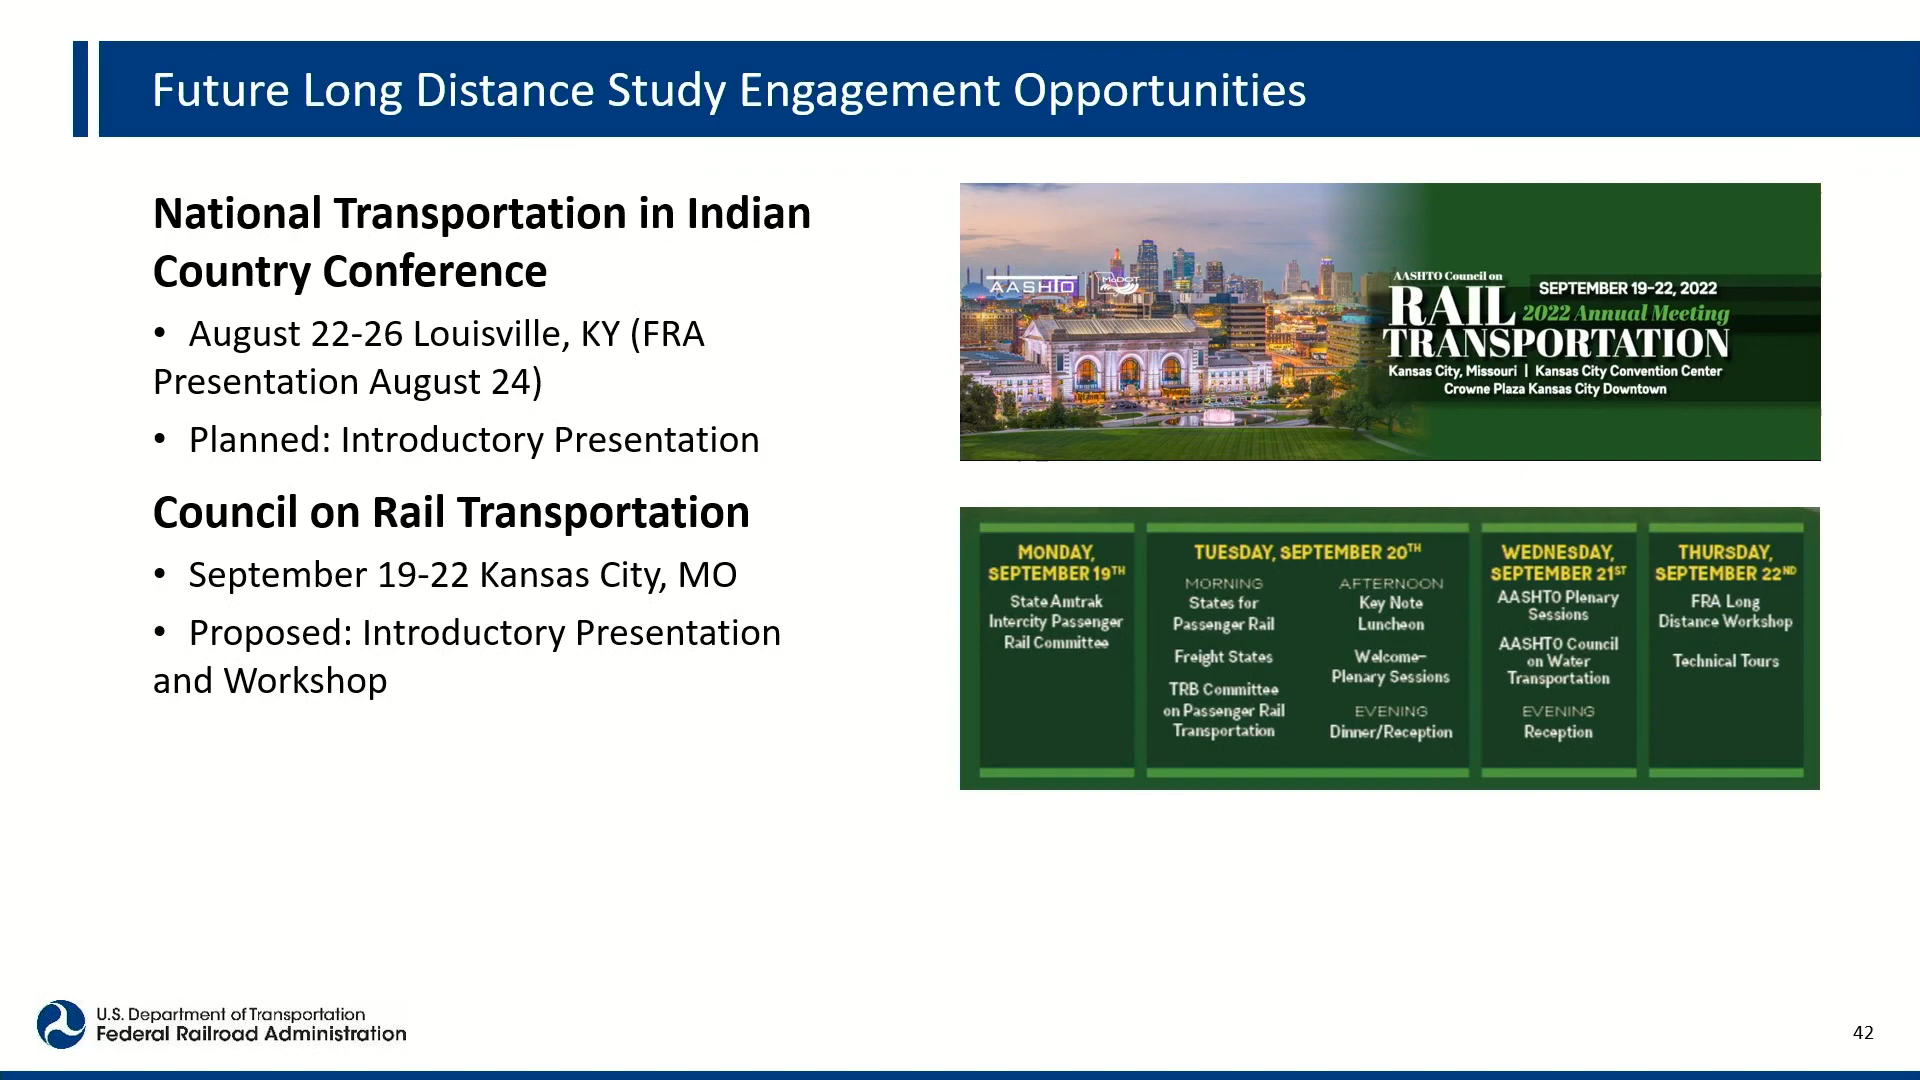 Future Long Distance Study Engagement Opportunities
National Transportation in Indian
Country Conference
• August 22-26 Louisville, KY (FRA
Presentation August 24)
• Planned: Introductory Presentation
Council on Rail Transportation
• September 19-22 Kansas City, MO
• Proposed: Introductory Presentation
and Workshop
AASHTO
MoDOT
AASHTO Council on
RAIL
SEPTEMBER 19-22, 2022
2022 Annual Meeting
TRANSPORTATION
Kansas City, Missouri | Kansas City Convention Center
Crowne Plaza Kansas City Downtown
MONDAY,
SEPTEMBER 19TH
State Amtrak
Intercity Passenger
Rail Committee
TUESDAY, SEPTEMBER 20TH
MORNING
States for
Passenger Rail
Freight States
TRB Committee
on Passenger Rail
Transportation
AFTERNOON
Key Note
Luncheon
Welcome–
Plenary Sessions
EVENING
Dinner/Reception
WEDNESDAY,
SEPTEMBER 21ST
AASHTO Plenary
Sessions
AASHTO Council
on Water
Transportation
EVENING
Reception
THURSDAY,
SEPTEMBER 22ND
FRA Long
Distance Workshop
Technical Tours
U.S. Department of Transportation
Federal Railroad Administration
42